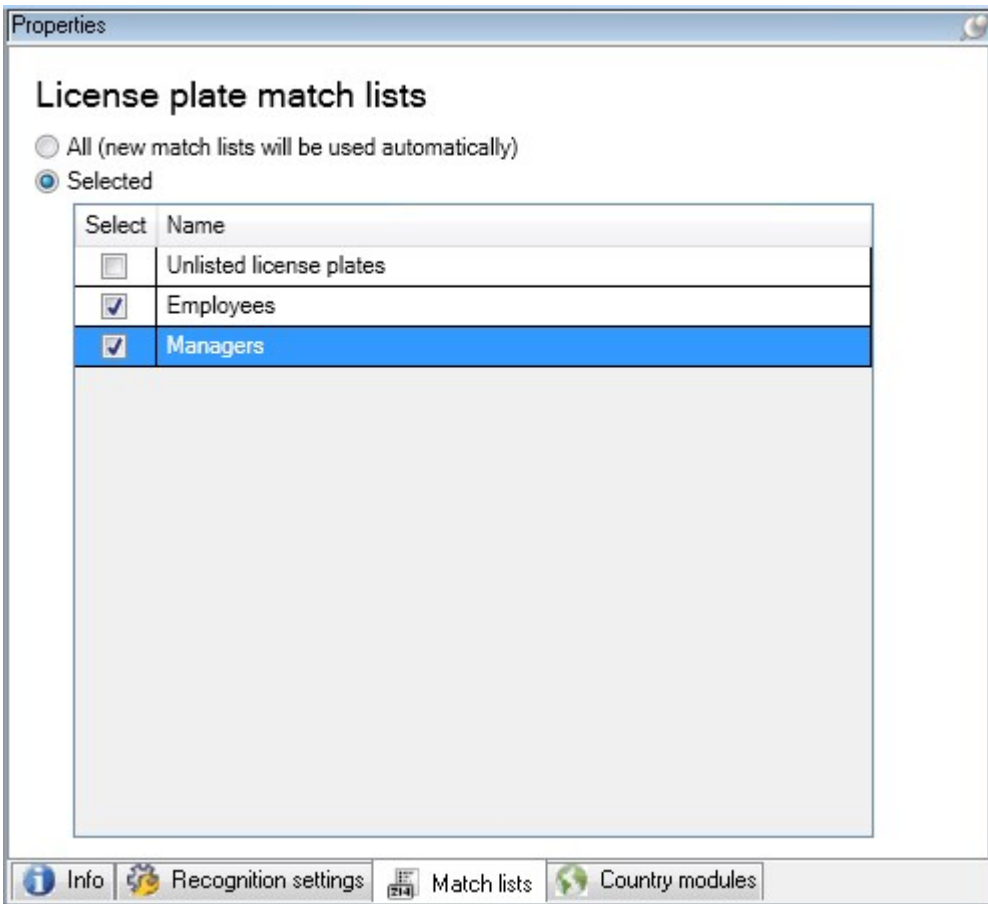 Properties
License plate match lists
All (new match lists will be used automatically)
Selected
Select Name
Unlisted license plates
Employees
Managers
Info Recognition settings Match lists Country modules